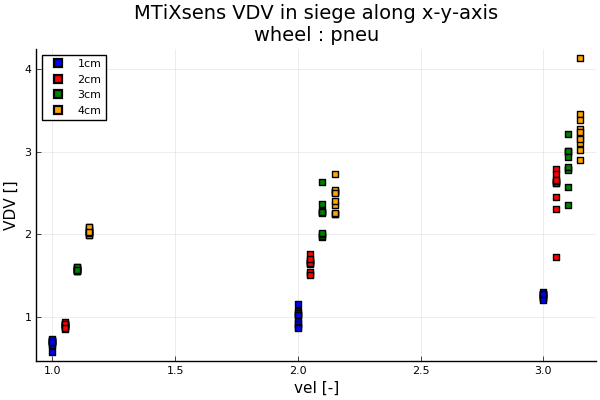 MTiXsens VDV in siege along x-y-axis
wheel : pneu
1cm
2cm
3cm
4cm
VDV []
4
3
2
1
1.0 1.5 2.0 2.5 3.0
vel [-]